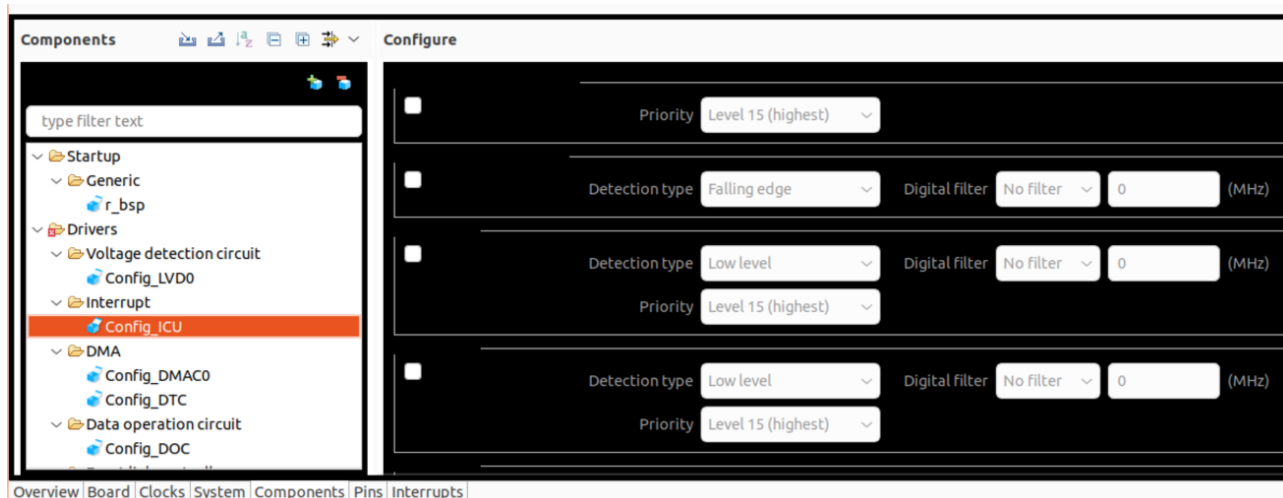 Components
Configure
type filter text
Startup
Generic
r_bsp
Drivers
Voltage detection circuit
Config_LVD0
Interrupt
Config_ICU
DMA
Config_DMAC0
Config_DTC
Data operation circuit
Config_DOC
Priority Level 15 (highest)
Detection type Falling edge Digital filter No filter 0 (MHz)
Detection type Low level Digital filter No filter 0 (MHz)
Priority Level 15 (highest)
Detection type Low level Digital filter No filter 0 (MHz)
Priority Level 15 (highest)
Overview Board Clocks System Components Pins Interrupts